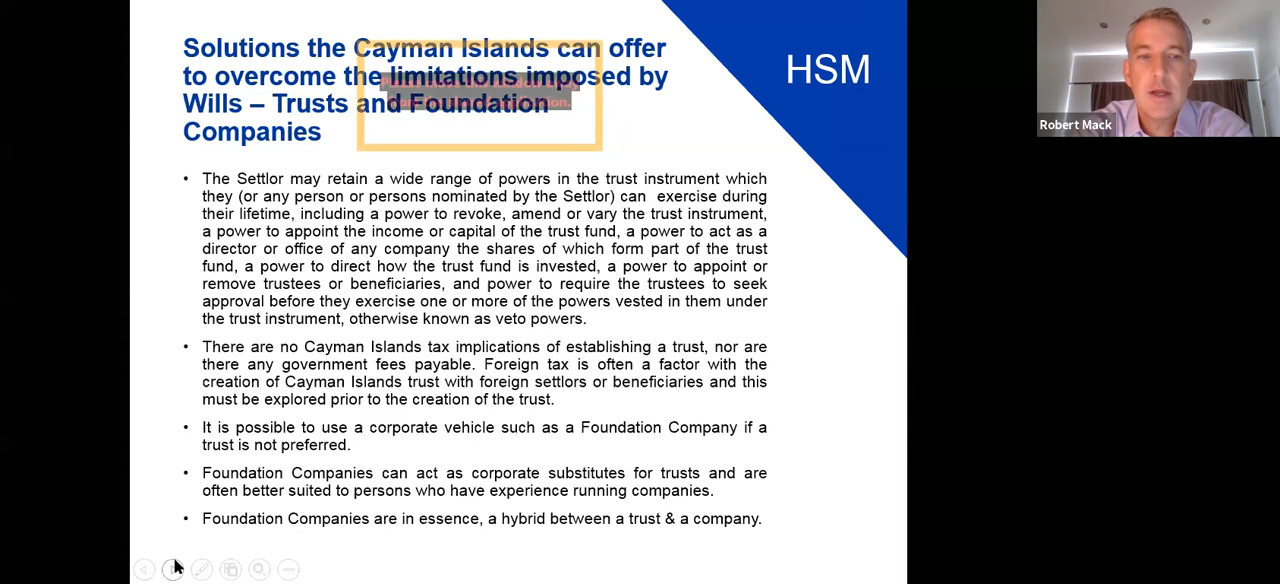 Solutions the Cayman Islands can offer
to overcome the limitations imposed by
Wills – Trusts and Foundation
Companies
HSM
Robert Mack
• The Settlor may retain a wide range of powers in the trust instrument which
they (or any person or persons nominated by the Settlor) can exercise during
their lifetime, including a power to revoke, amend or vary the trust instrument,
a power to appoint the income or capital of the trust fund, a power to act as a
director or office of any company the shares of which form part of the trust
fund, a power to direct how the trust fund is invested, a power to appoint or
remove trustees or beneficiaries, and power to require the trustees to seek
approval before they exercise one or more of the powers vested in them under
the trust instrument, otherwise known as veto powers.
• There are no Cayman Islands tax implications of establishing a trust, nor are
there any government fees payable. Foreign tax is often a factor with the
creation of Cayman Islands trust with foreign settlors or beneficiaries and this
must be explored prior to the creation of the trust.
• It is possible to use a corporate vehicle such as a Foundation Company if a
trust is not preferred.
• Foundation Companies can act as corporate substitutes for trusts and are
often better suited to persons who have experience running companies.
• Foundation Companies are in essence, a hybrid between a trust & a company.